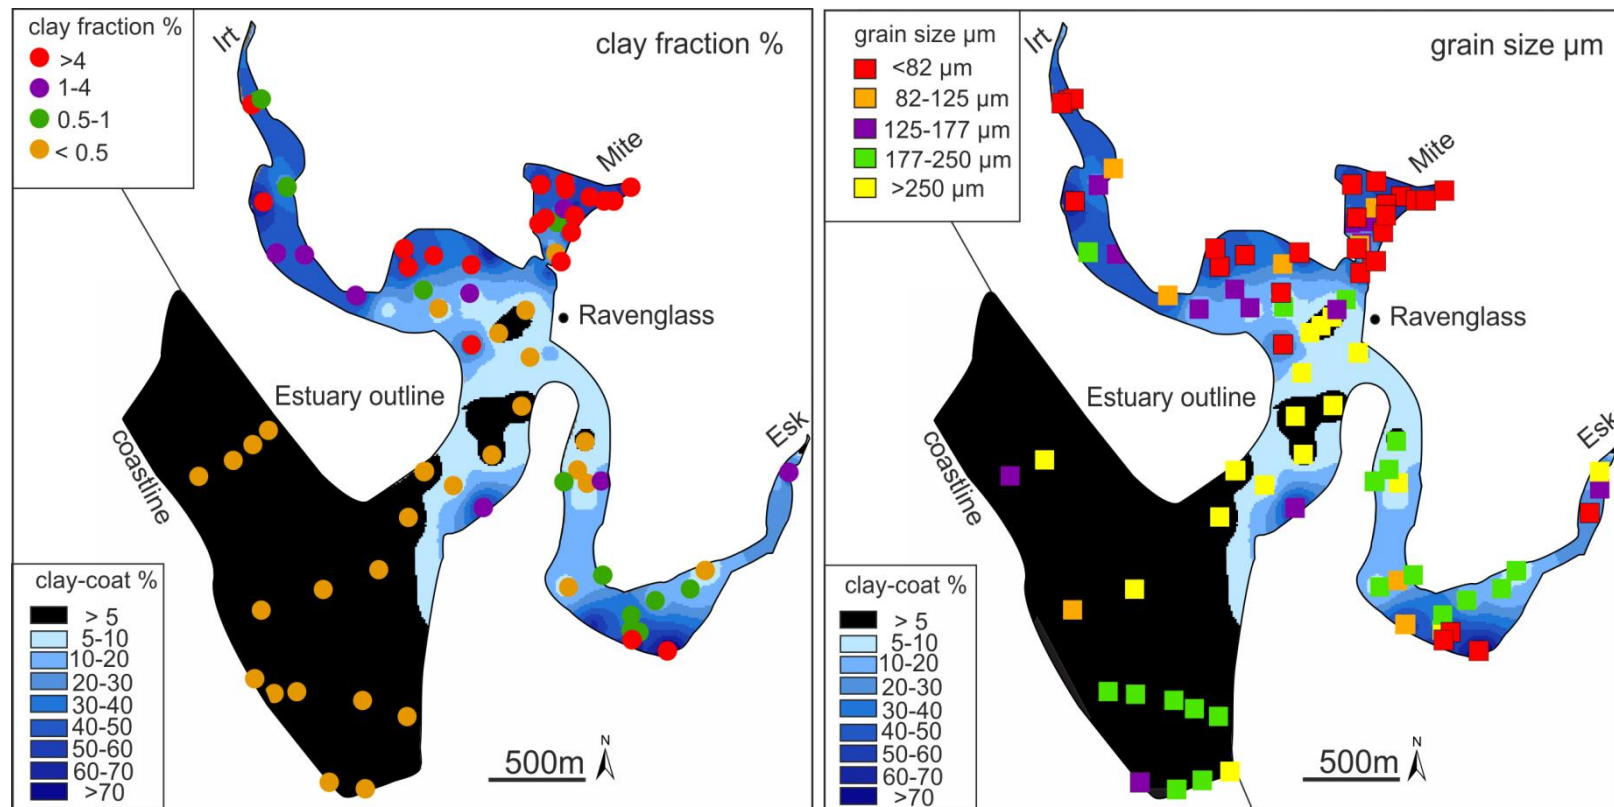 clay fraction %
>4
1-4
0.5-1
< 0.5
Irt
clay fraction %
Mite
Ravenglass
Estuary outline
coastline
Esk
clay-coat %
> 5
5-10
10-20
20-30
30-40
40-50
50-60
60-70
>70
500m
N
grain size µm
<82 µm
82-125 µm
125-177 µm
177-250 µm
>250 µm
Irt
grain size µm
Mite
Ravenglass
Estuary outline
coastline
Esk
clay-coat %
> 5
5-10
10-20
20-30
30-40
40-50
50-60
60-70
>70
500m
N